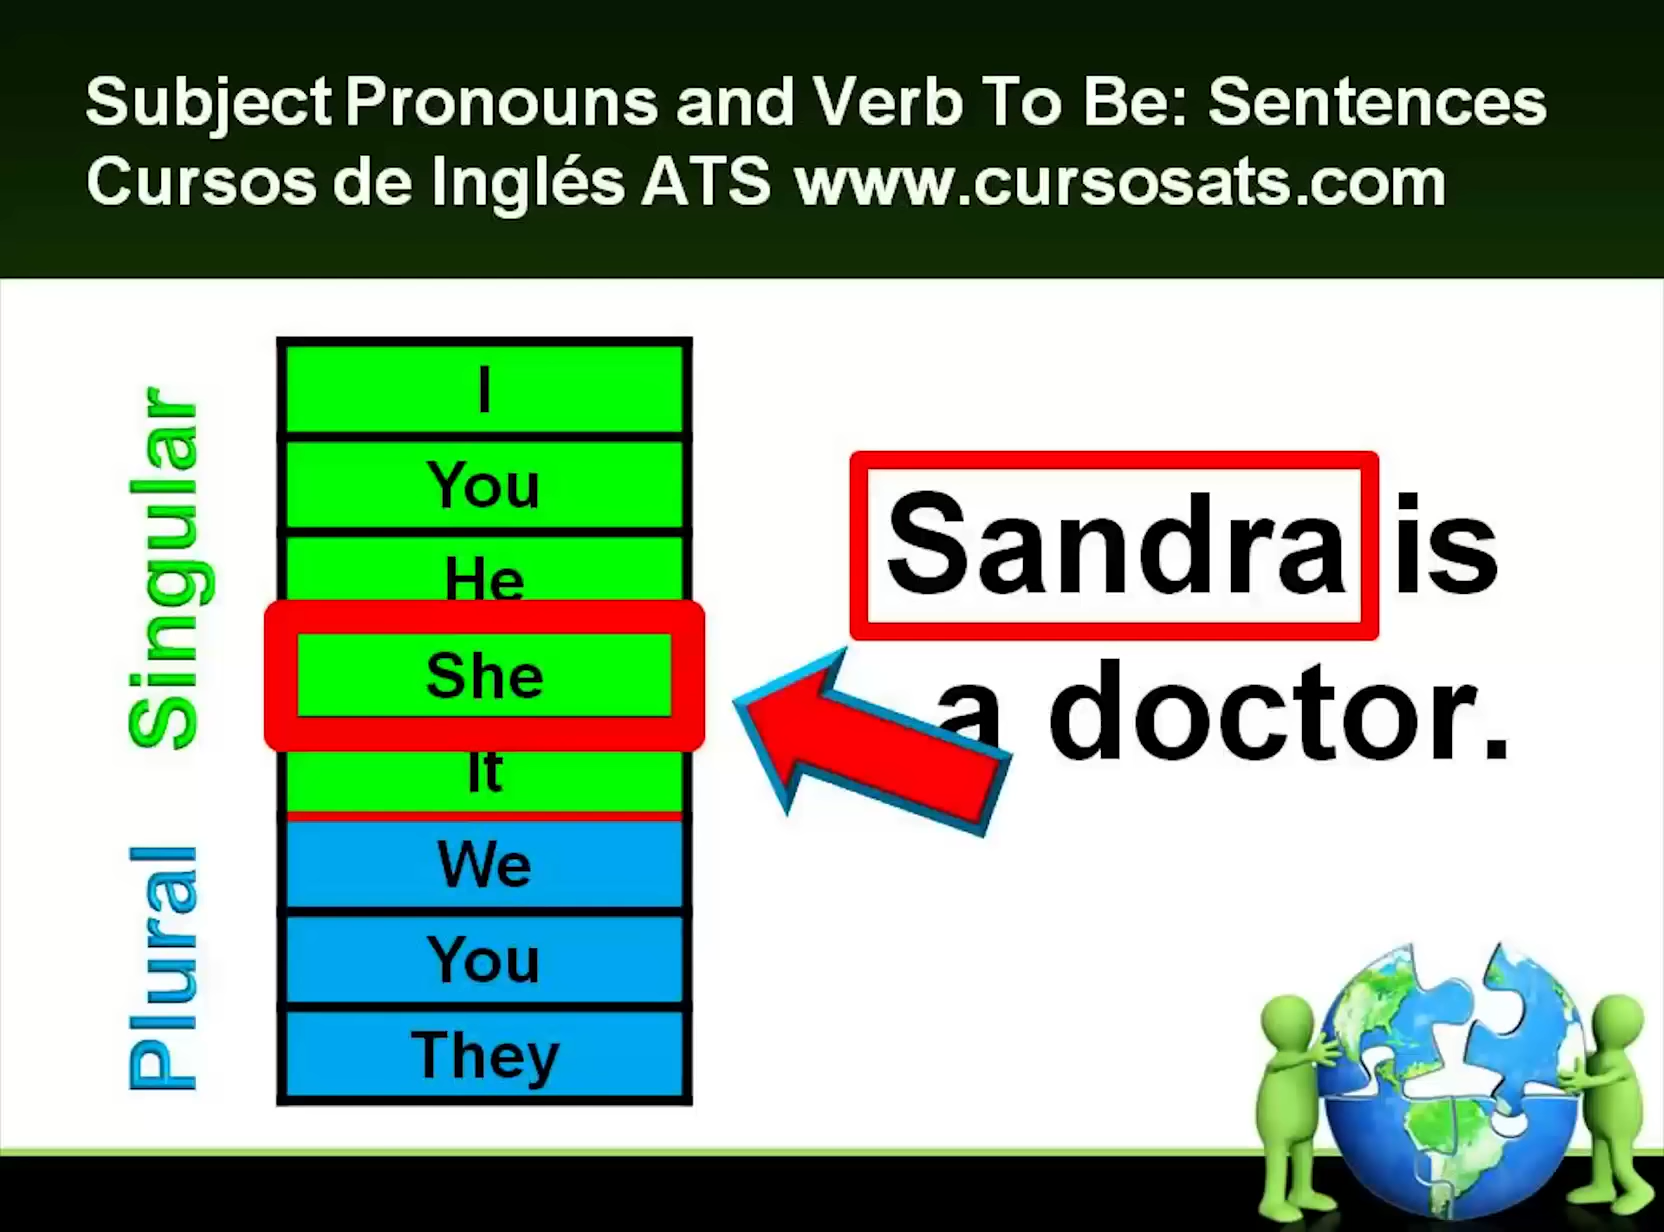 Subject Pronouns and Verb To Be: Sentences
Cursos de Inglés ATS www.cursosats.com
Singular
I
You
He
She
It
Plural
We
You
They
Sandra is
a doctor.